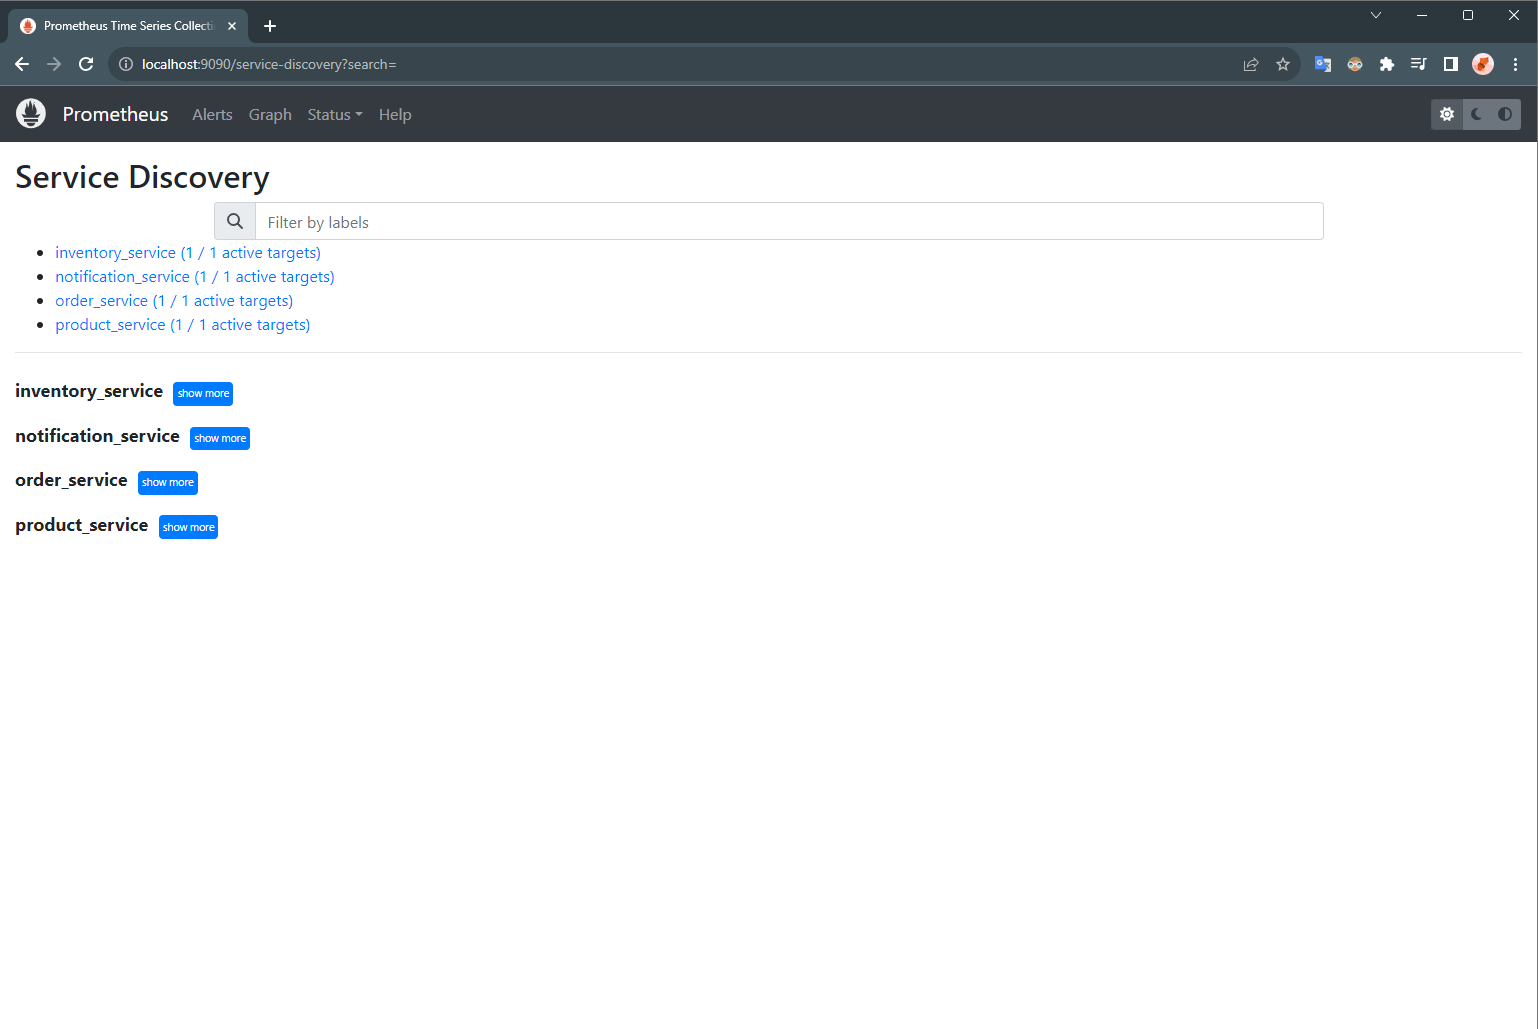 Prometheus Time Series Collecti
localhost:9090/service-discovery?search=
Prometheus Alerts Graph Status Help
Service Discovery
Filter by labels
inventory_service (1 / 1 active targets)
notification_service (1 / 1 active targets)
order_service (1 / 1 active targets)
product_service (1 / 1 active targets)
inventory_service show more
notification_service show more
order_service show more
product_service show more